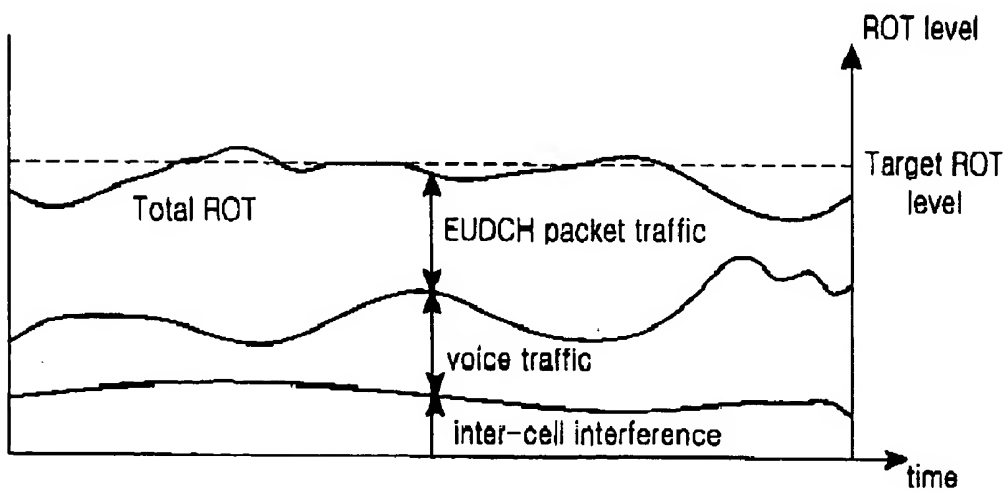 ROT level
Target ROT
level
Total ROT
EUDCH packet traffic
voice traffic
inter-cell interference
time